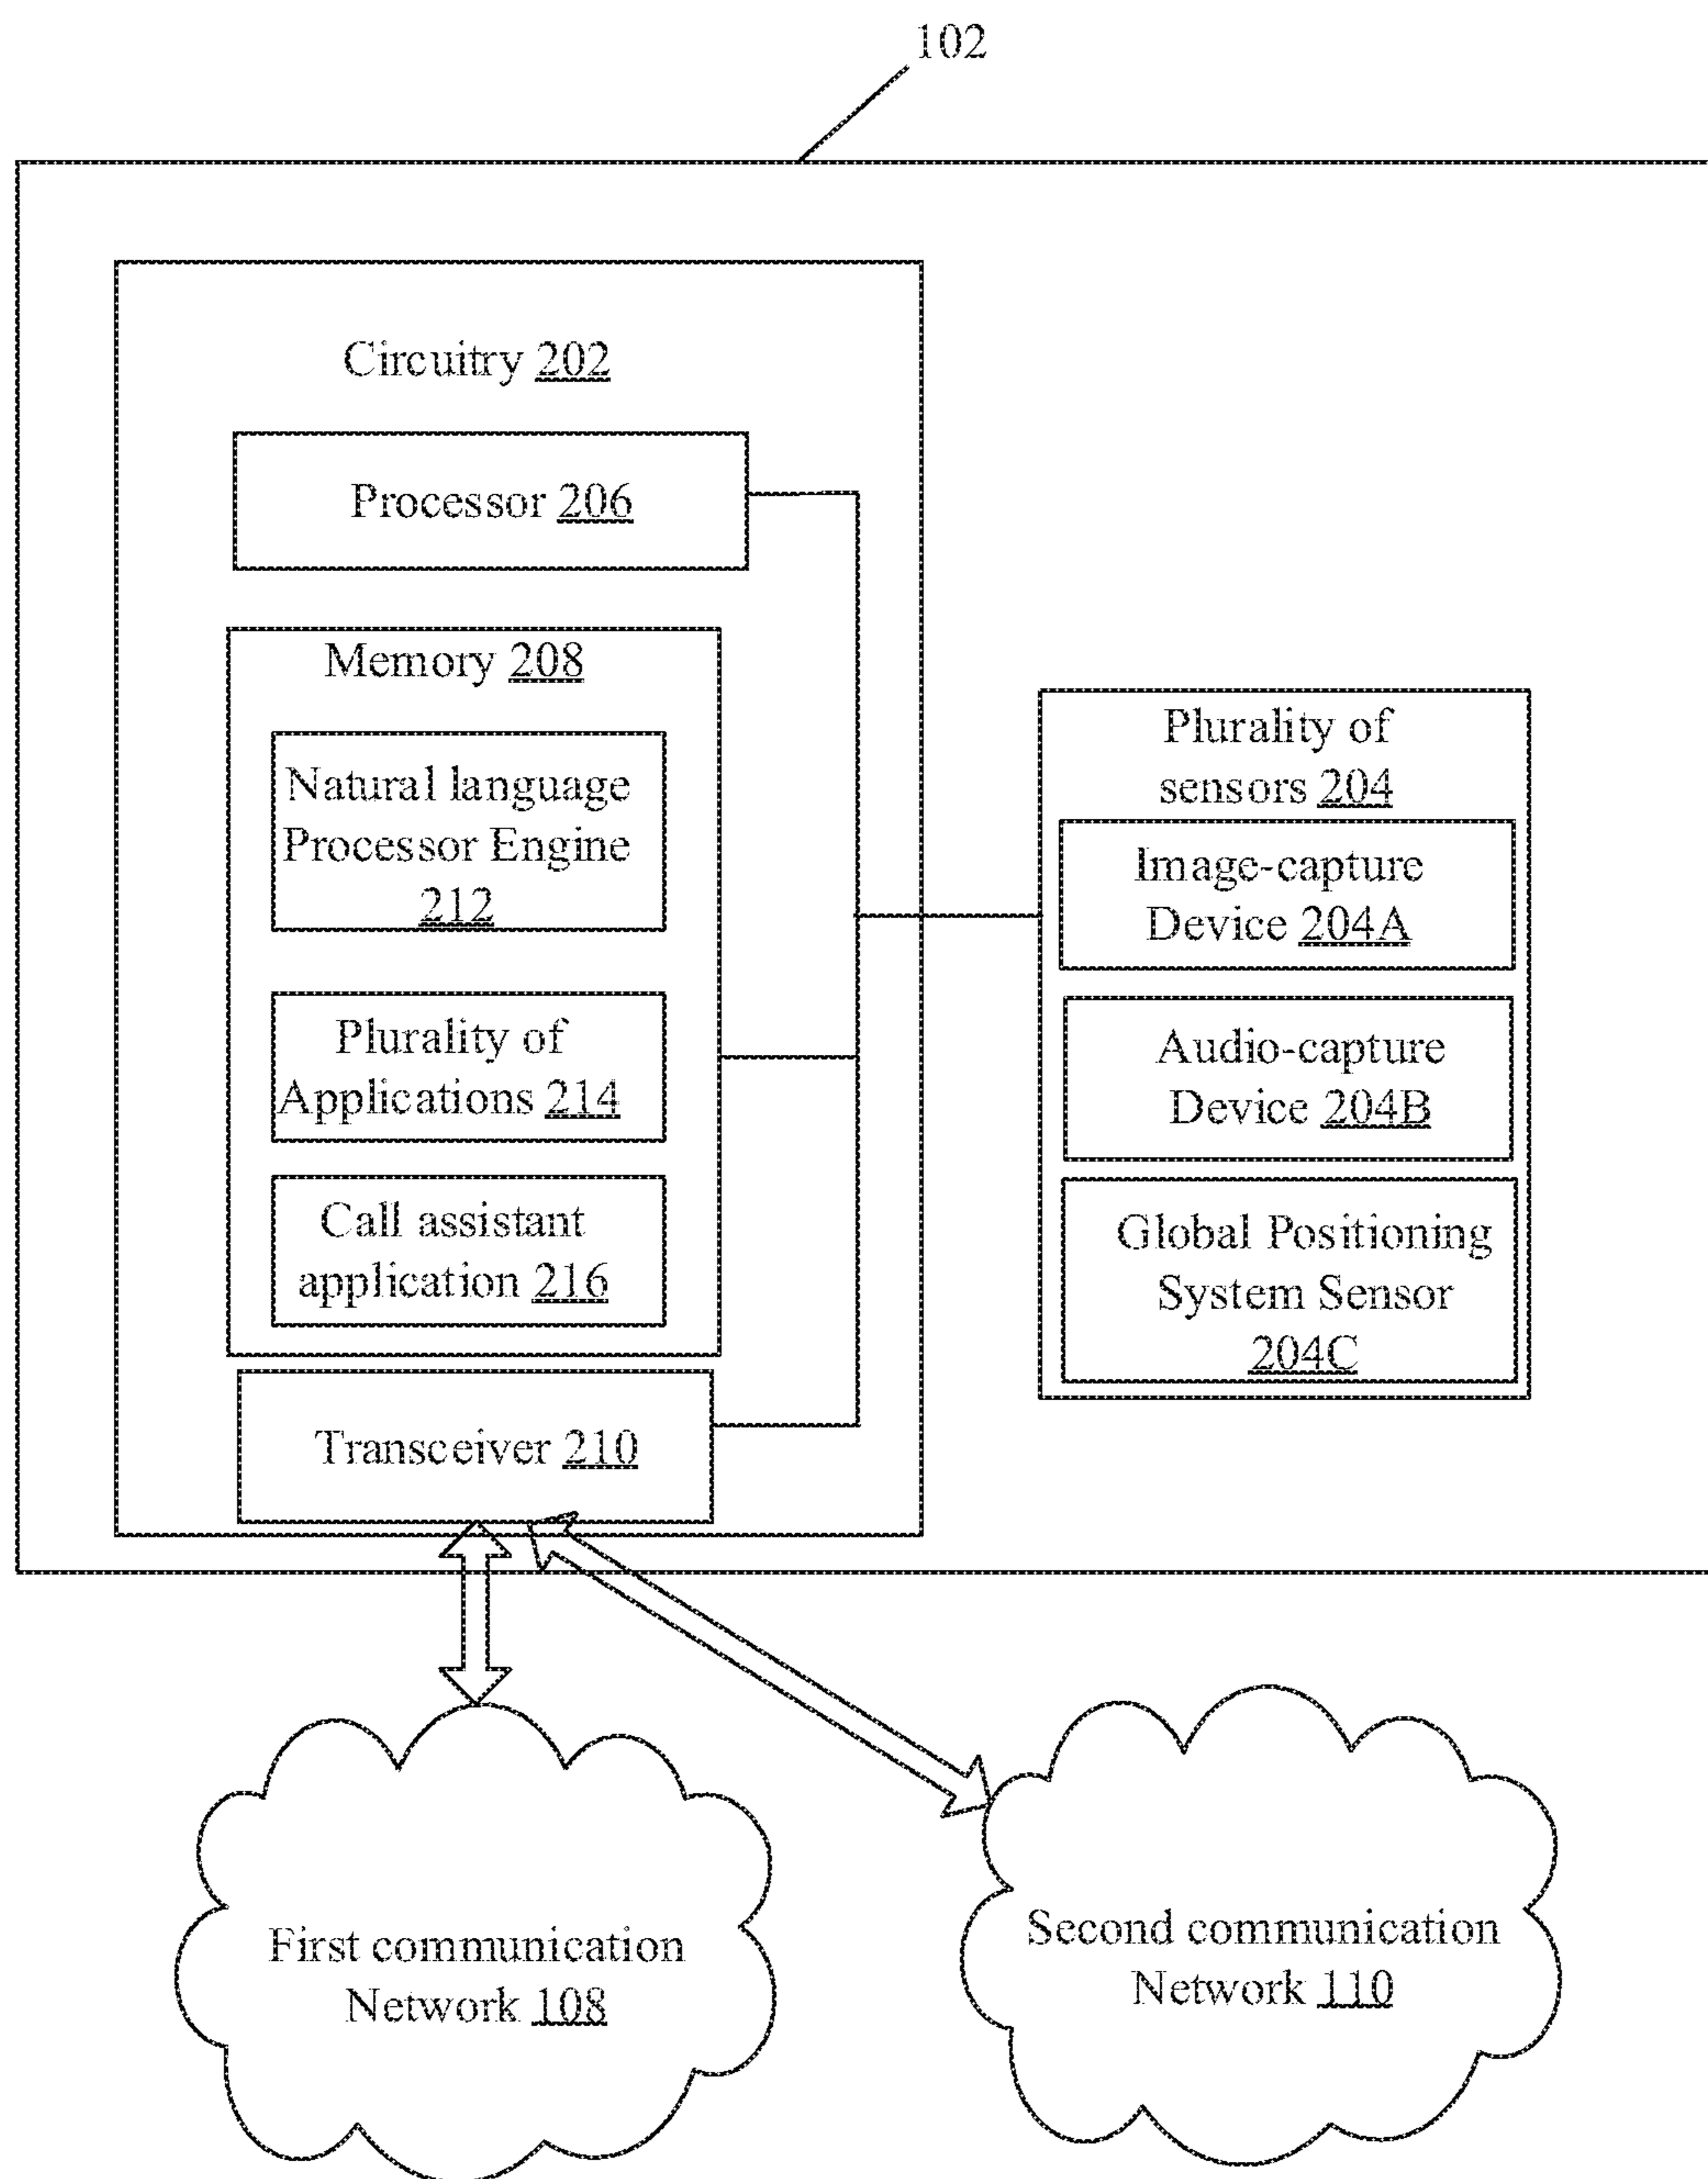 102
Circuitry 202
Processor 206
Memory 208
Natural language
Processor Engine
212
Plurality of
Applications 214
Call assistant
application 216
Transceiver 210
Plurality of
sensors 204
Image-capture
Device 204A
Audio-capture
Device 204B
Global Positioning
System Sensor
204C
First communication
Network 108
Second communication
Network 110